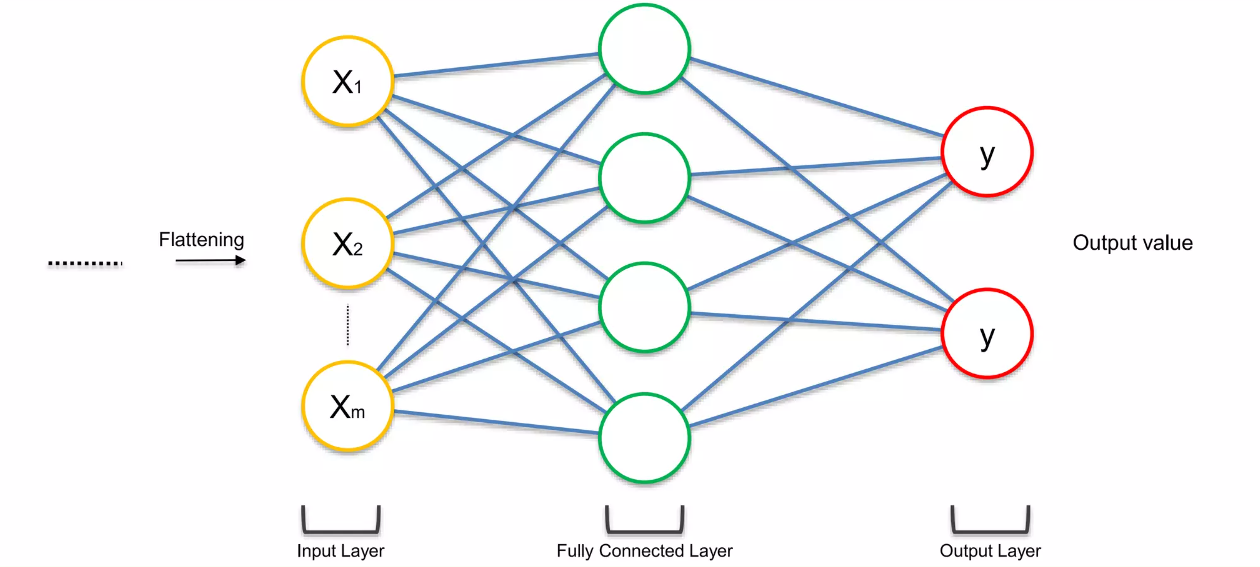 X1
X2
Xm
Flattening
y
y
Output value
Input Layer
Fully Connected Layer
Output Layer